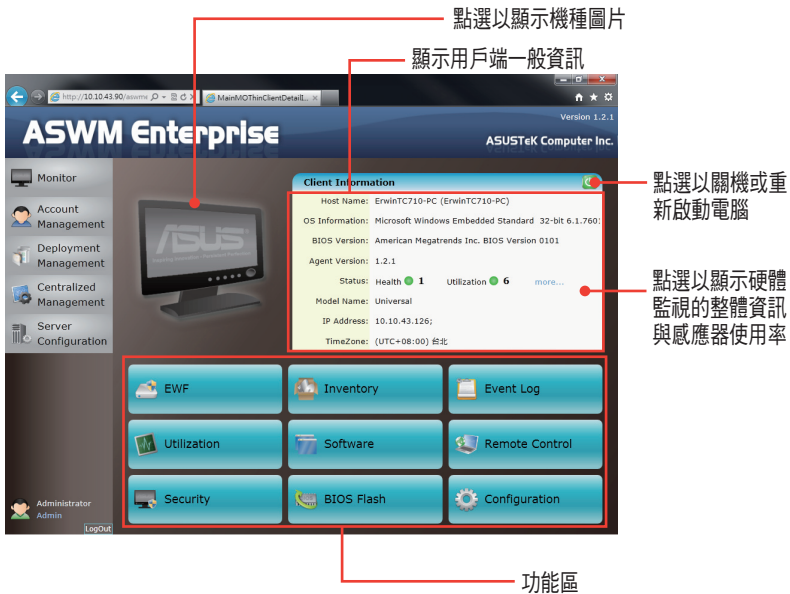 點選以顯示機種圖片
顯示用戶端一般資訊
http://10.10.43.90/aswm
MainMOThinClientDetailI...
Version 1.2.1
ASWM Enterprise
ASUSTeK Computer Inc.
Monitor
Account
Management
Deployment
Management
Centralized
Management
Server
Configuration
/ISUS
Client Information
Host Name: ErwinTC710-PC (ErwinTC710-PC)
OS Information: Microsoft Windows Embedded Standard 32-bit 6.1.7601
BIOS Version: American Megatrends Inc. BIOS Version 0101
Agent Version: 1.2.1
Status: Health 1 Utilization 6 more...
Model Name: Universal
IP Address: 10.10.43.126;
TimeZone: (UTC+08:00) 台北
點選以關機或重
新啟動電腦
點選以顯示硬體
監視的整體資訊
與感應器使用率
EWF
Inventory
Event Log
Utilization
Software
Remote Control
Security
BIOS Flash
Configuration
Administrator
Admin
LogOut
功能區